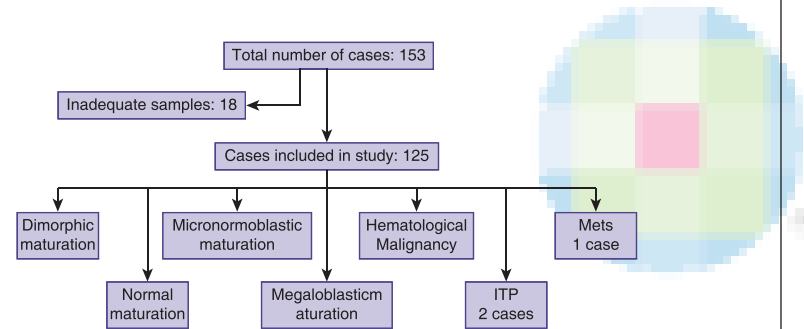 Total number of cases: 153
Inadequate samples: 18
Cases included in study: 125
Dimorphic
maturation
Micronormoblastic
maturation
Hematological
Malignancy
Mets
1 case
Normal
maturation
Megaloblasticm
aturation
ITP
2 cases